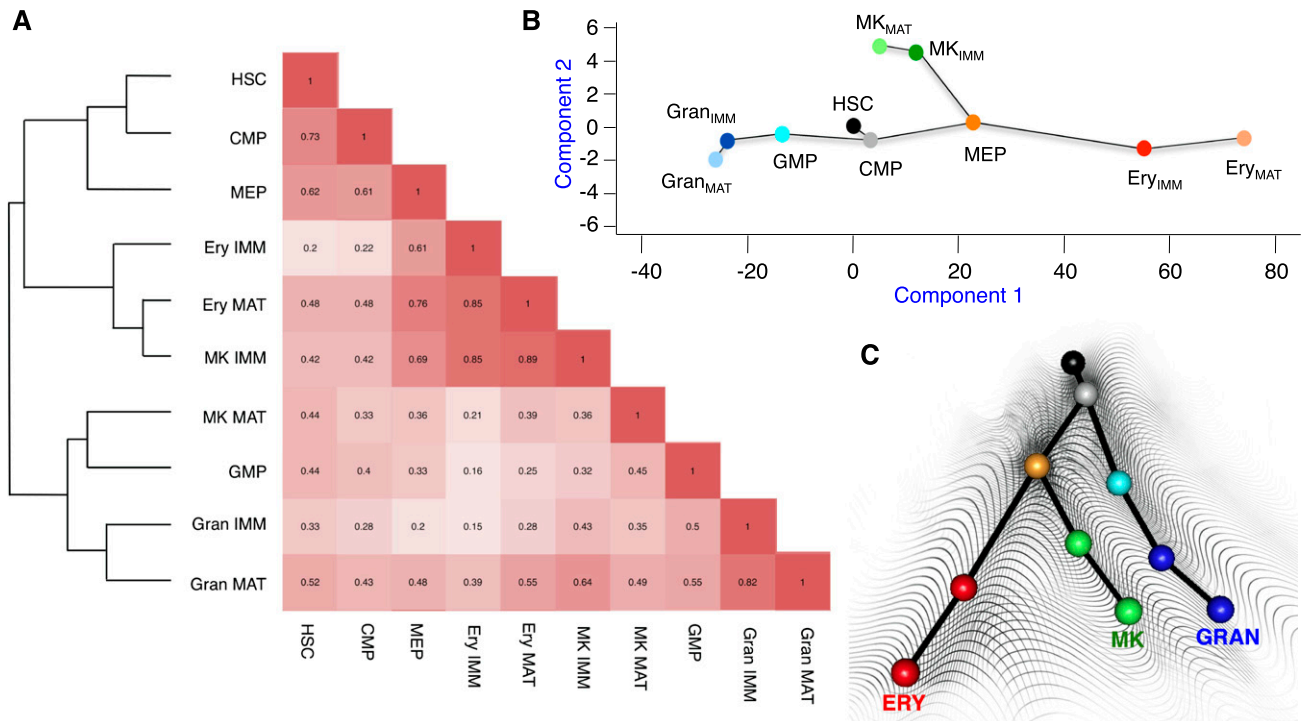 A
HSC 1
CMP 0.73 1
MEP 0.62 0.61 1
Ery IMM 0.2 0.22 0.61 1
Ery MAT 0.48 0.48 0.76 0.85 1
MK IMM 0.42 0.42 0.69 0.85 0.89 1
MK MAT 0.44 0.33 0.36 0.21 0.39 0.36 1
GMP 0.44 0.4 0.33 0.16 0.25 0.32 0.45 1
Gran IMM 0.33 0.28 0.2 0.15 0.28 0.43 0.35 0.5 1
Gran MAT 0.52 0.43 0.48 0.39 0.55 0.64 0.49 0.55 0.82 1
HSC
CMP
MEP
Ery IMM
Ery MAT
MK IMM
MK MAT
GMP
Gran IMM
Gran MAT
B
Component 2
6
4
2
0
-2
-4
-6
MKMAT
MKIMM
GranIMM
HSC
GranMAT
GMP
CMP
MEP
EryIMM
EryMAT
-40 -20 0 20 40 60 80
Component 1
C
MK
GRAN
ERY